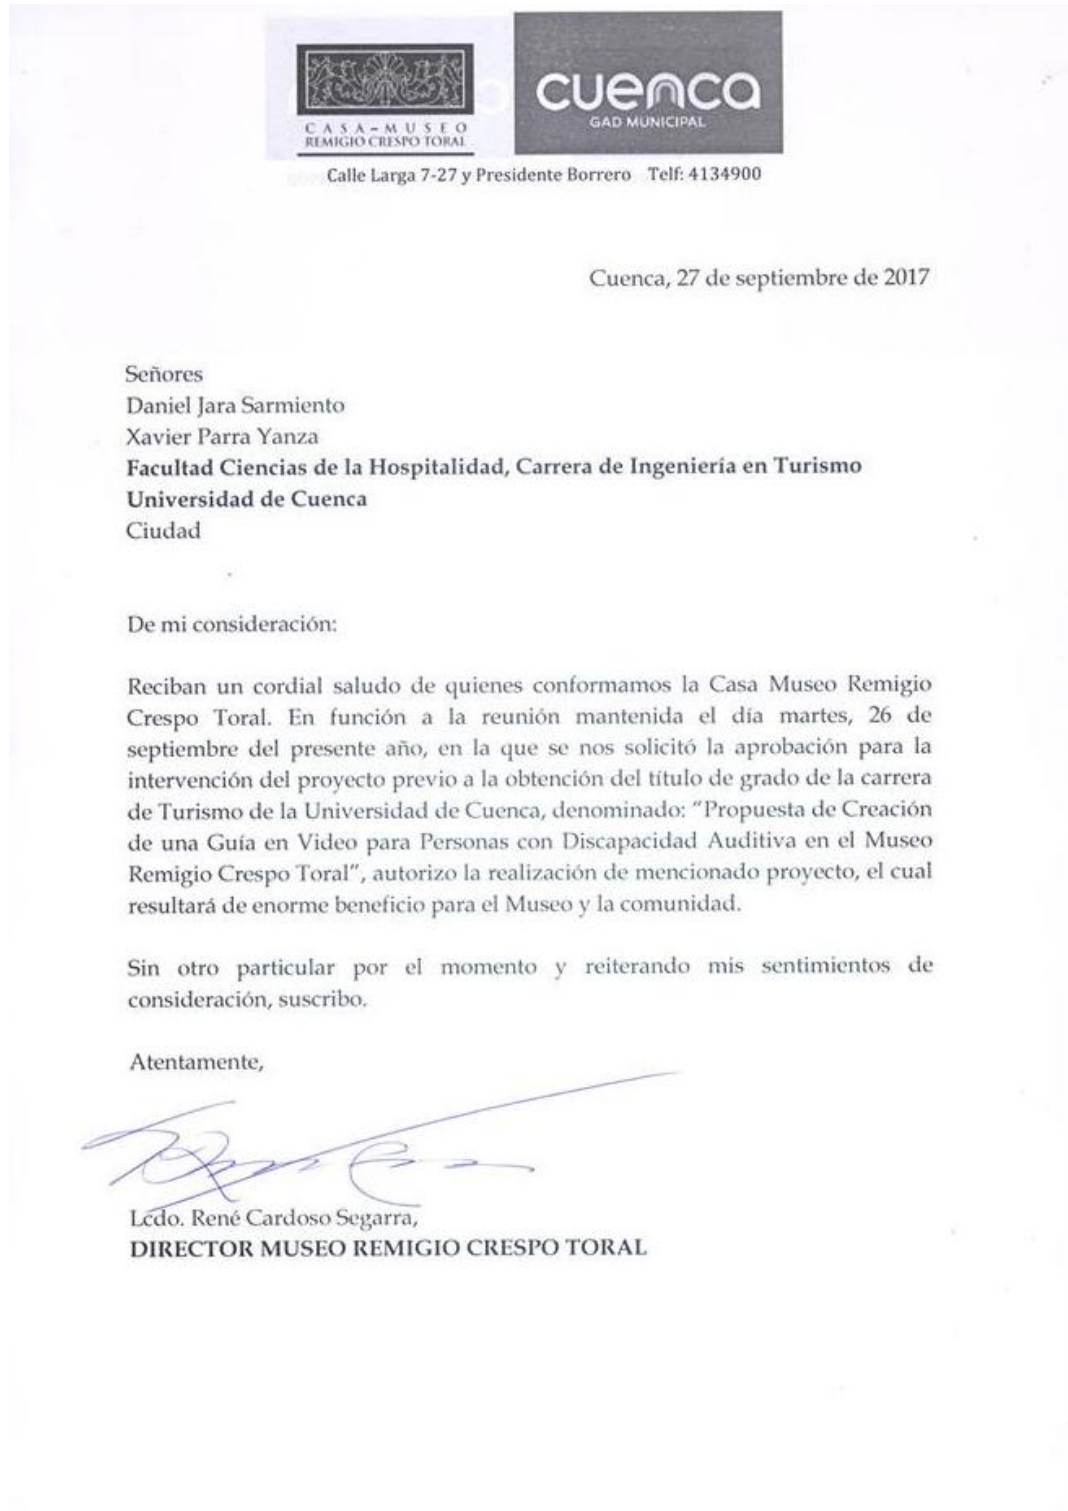 CASA-MUSEO
REMIGIO CRESPO TORAL
cuenca
GAD MUNICIPAL
Calle Larga 7-27 y Presidente Borrero Telf: 4134900
Cuenca, 27 de septiembre de 2017
Señores
Daniel Jara Sarmiento
Xavier Parra Yanza
Facultad Ciencias de la Hospitalidad, Carrera de Ingeniería en Turismo
Universidad de Cuenca
Ciudad
De mi consideración:
Reciban un cordial saludo de quienes conformamos la Casa Museo Remigio
Crespo Toral. En función a la reunión mantenida el día martes, 26 de
septiembre del presente año, en la que se nos solicitó la aprobación para la
intervención del proyecto previo a la obtención del título de grado de la carrera
de Turismo de la Universidad de Cuenca, denominado: "Propuesta de Creación
de una Guía en Video para Personas con Discapacidad Auditiva en el Museo
Remigio Crespo Toral", autorizo la realización de mencionado proyecto, el cual
resultará de enorme beneficio para el Museo y la comunidad.
Sin otro particular por el momento y reiterando mis sentimientos de
consideración, suscribo.
Atentamente,
Lcdo. René Cardoso Segarra,
DIRECTOR MUSEO REMIGIO CRESPO TORAL